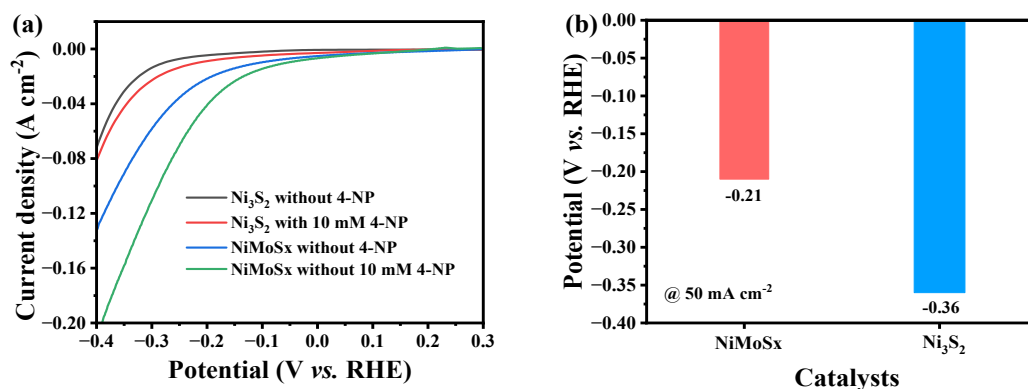 (a)
0.00
−0.04
−0.08
−0.12
−0.16
−0.20
Current density (A cm⁻²)
Ni₃S₂ without 4-NP
Ni₃S₂ with 10 mM 4-NP
NiMoSx without 4-NP
NiMoSx without 10 mM 4-NP
−0.4 −0.3 −0.2 −0.1 0.0 0.1 0.2 0.3
Potential (V vs. RHE)
(b)
0.00
−0.05
−0.10
−0.15
−0.20
−0.25
−0.30
−0.35
−0.40
Potential (V vs. RHE)
-0.21
-0.36
@ 50 mA cm⁻²
NiMoSx Ni₃S₂
Catalysts